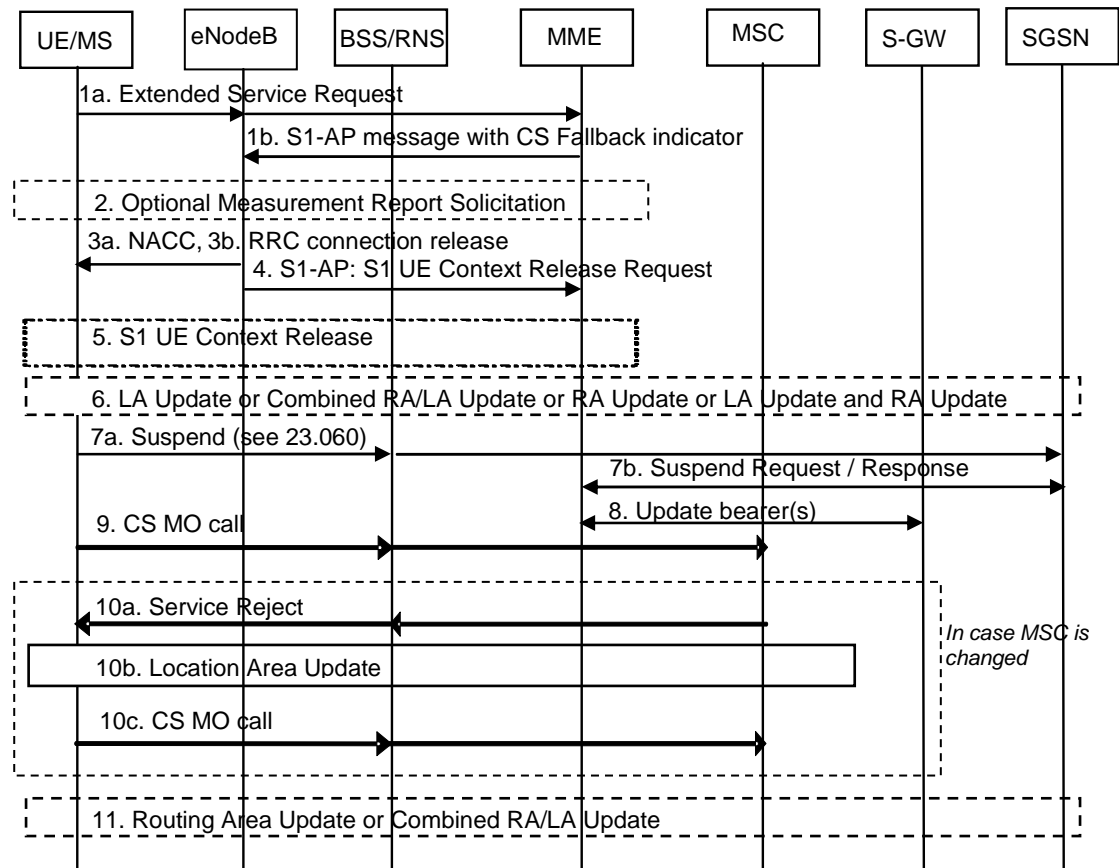 UE/MS
eNodeB
BSS/RNS
MME
MSC
S-GW
SGSN
1a. Extended Service Request
1b. S1-AP message with CS Fallback indicator
2. Optional Measurement Report Solicitation
3a. NACC, 3b. RRC connection release
4. S1-AP: S1 UE Context Release Request
5. S1 UE Context Release
6. LA Update or Combined RA/LA Update or RA Update or LA Update and RA Update
7a. Suspend (see 23.060)
7b. Suspend Request / Response
8. Update bearer(s)
9. CS MO call
10a. Service Reject
In case MSC is
changed
10b. Location Area Update
10c. CS MO call
11. Routing Area Update or Combined RA/LA Update